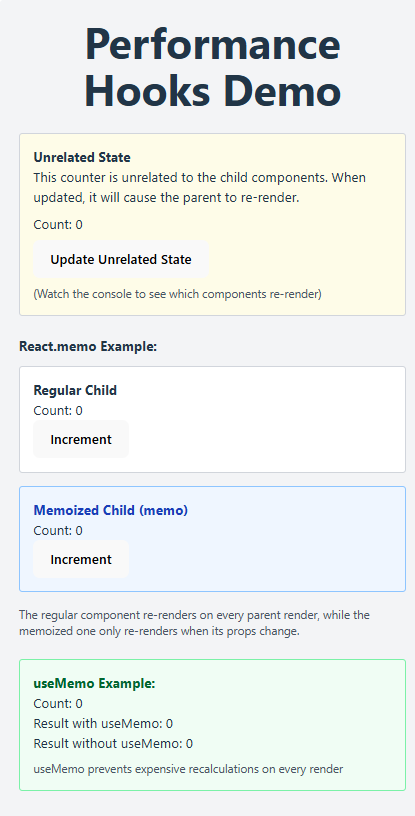 Performance
Hooks Demo
Unrelated State
This counter is unrelated to the child components. When
updated, it will cause the parent to re-render.
Count: 0
Update Unrelated State
(Watch the console to see which components re-render)
React.memo Example:
Regular Child
Count: 0
Increment
Memoized Child (memo)
Count: 0
Increment
The regular component re-renders on every parent render, while the
memoized one only re-renders when its props change.
useMemo Example:
Count: 0
Result with useMemo: 0
Result without useMemo: 0
useMemo prevents expensive recalculations on every render